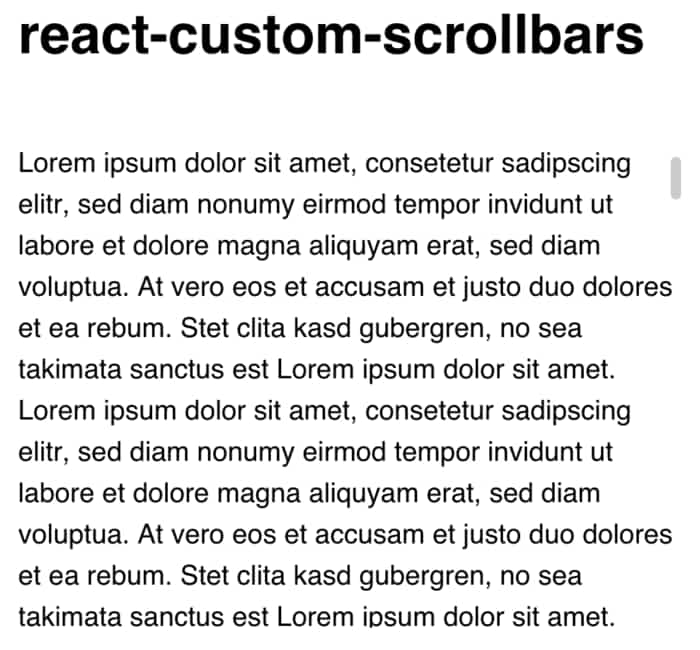 react-custom-scrollbars
Lorem ipsum dolor sit amet, consetetur sadipscing
elitr, sed diam nonumy eirmod tempor invidunt ut
labore et dolore magna aliquyam erat, sed diam
voluptua. At vero eos et accusam et justo duo dolores
et ea rebum. Stet clita kasd gubergren, no sea
takimata sanctus est Lorem ipsum dolor sit amet.
Lorem ipsum dolor sit amet, consetetur sadipscing
elitr, sed diam nonumy eirmod tempor invidunt ut
labore et dolore magna aliquyam erat, sed diam
voluptua. At vero eos et accusam et justo duo dolores
et ea rebum. Stet clita kasd gubergren, no sea
takimata sanctus est Lorem ipsum dolor sit amet.